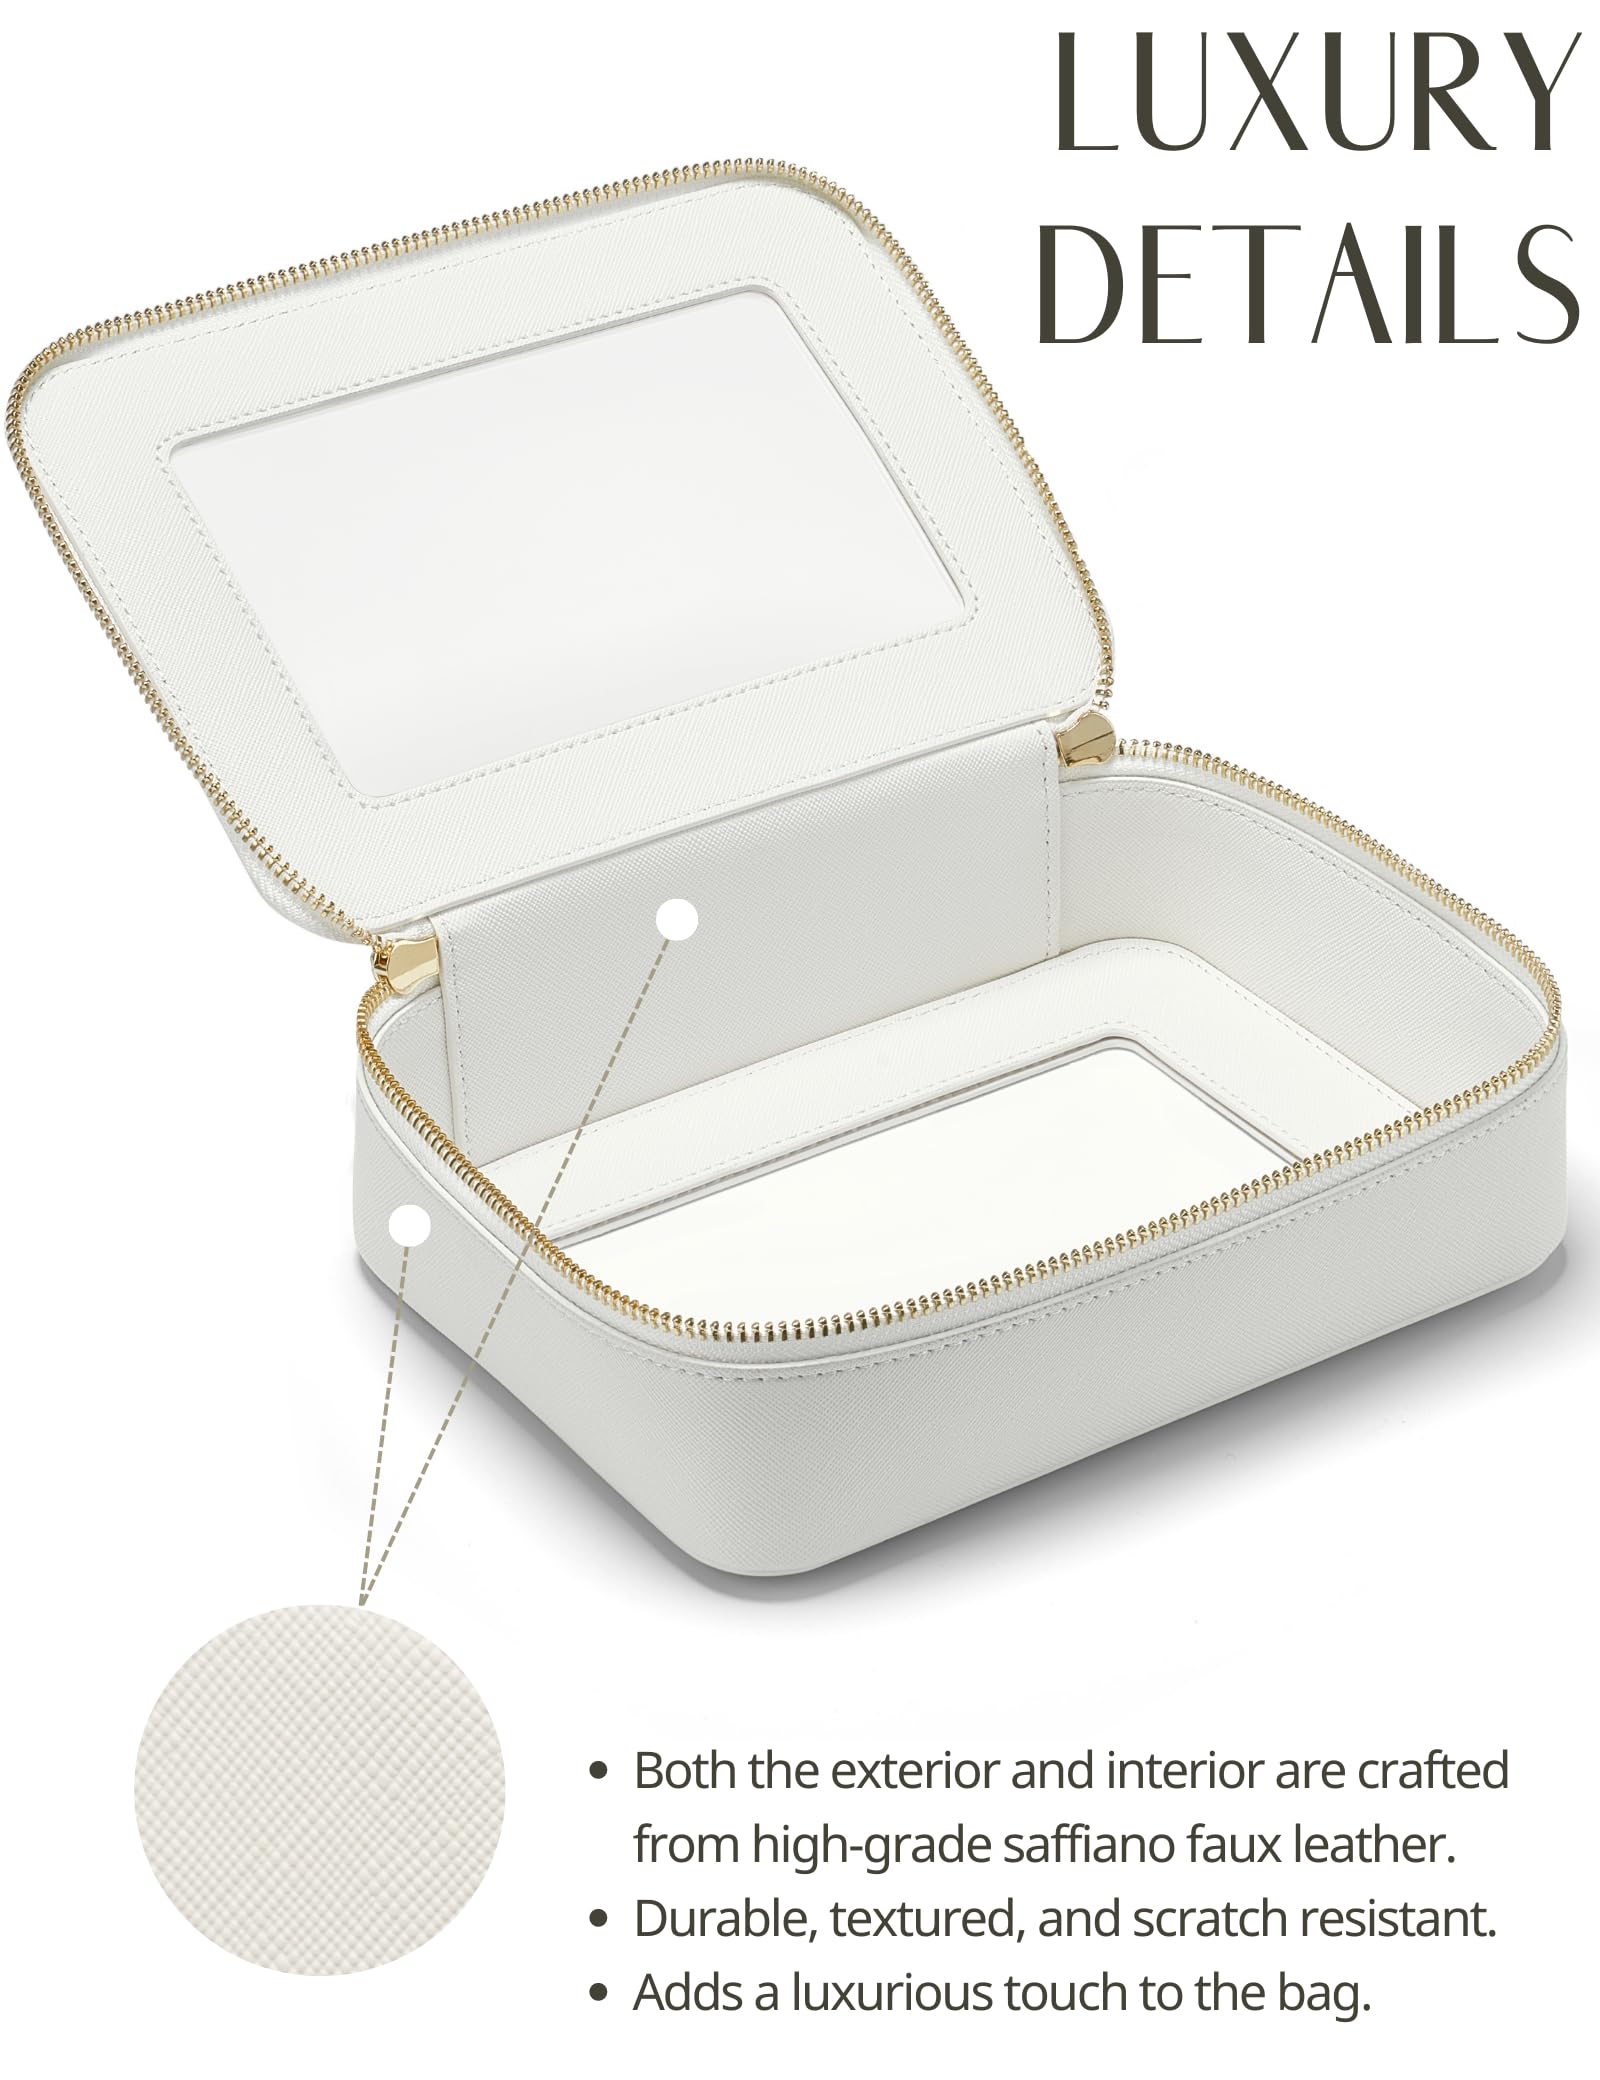 LUXURY
DETAILS
• Both the exterior and interior are crafted
from high-grade saffiano faux leather.
• Durable, textured, and scratch resistant.
• Adds a luxurious touch to the bag.